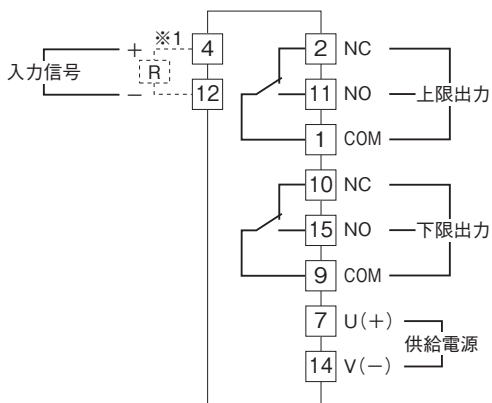 入力信号
+
−
※1
R
4
12
2 NC
11 NO
1 COM
上限出力
10 NC
15 NO
9 COM
下限出力
7 U(+)
14 V(−)
供給電源